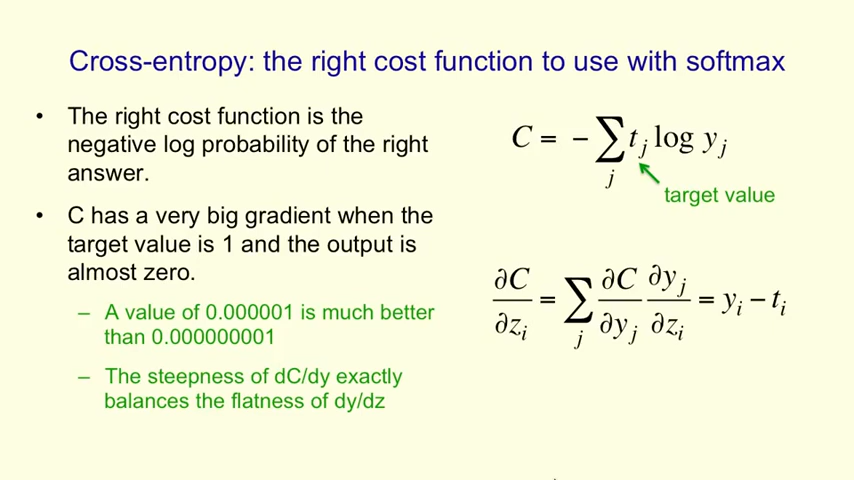 Cross-entropy: the right cost function to use with softmax
• The right cost function is the
negative log probability of the right
answer.
• C has a very big gradient when the
target value is 1 and the output is
almost zero.
– A value of 0.000001 is much better
than 0.000000001
– The steepness of dC/dy exactly
balances the flatness of dy/dz
C = − ∑_j t_j log y_j
target value
∂C/∂z_i = ∑_j ∂C/∂y_j ∂y_j/∂z_i = y_i − t_i